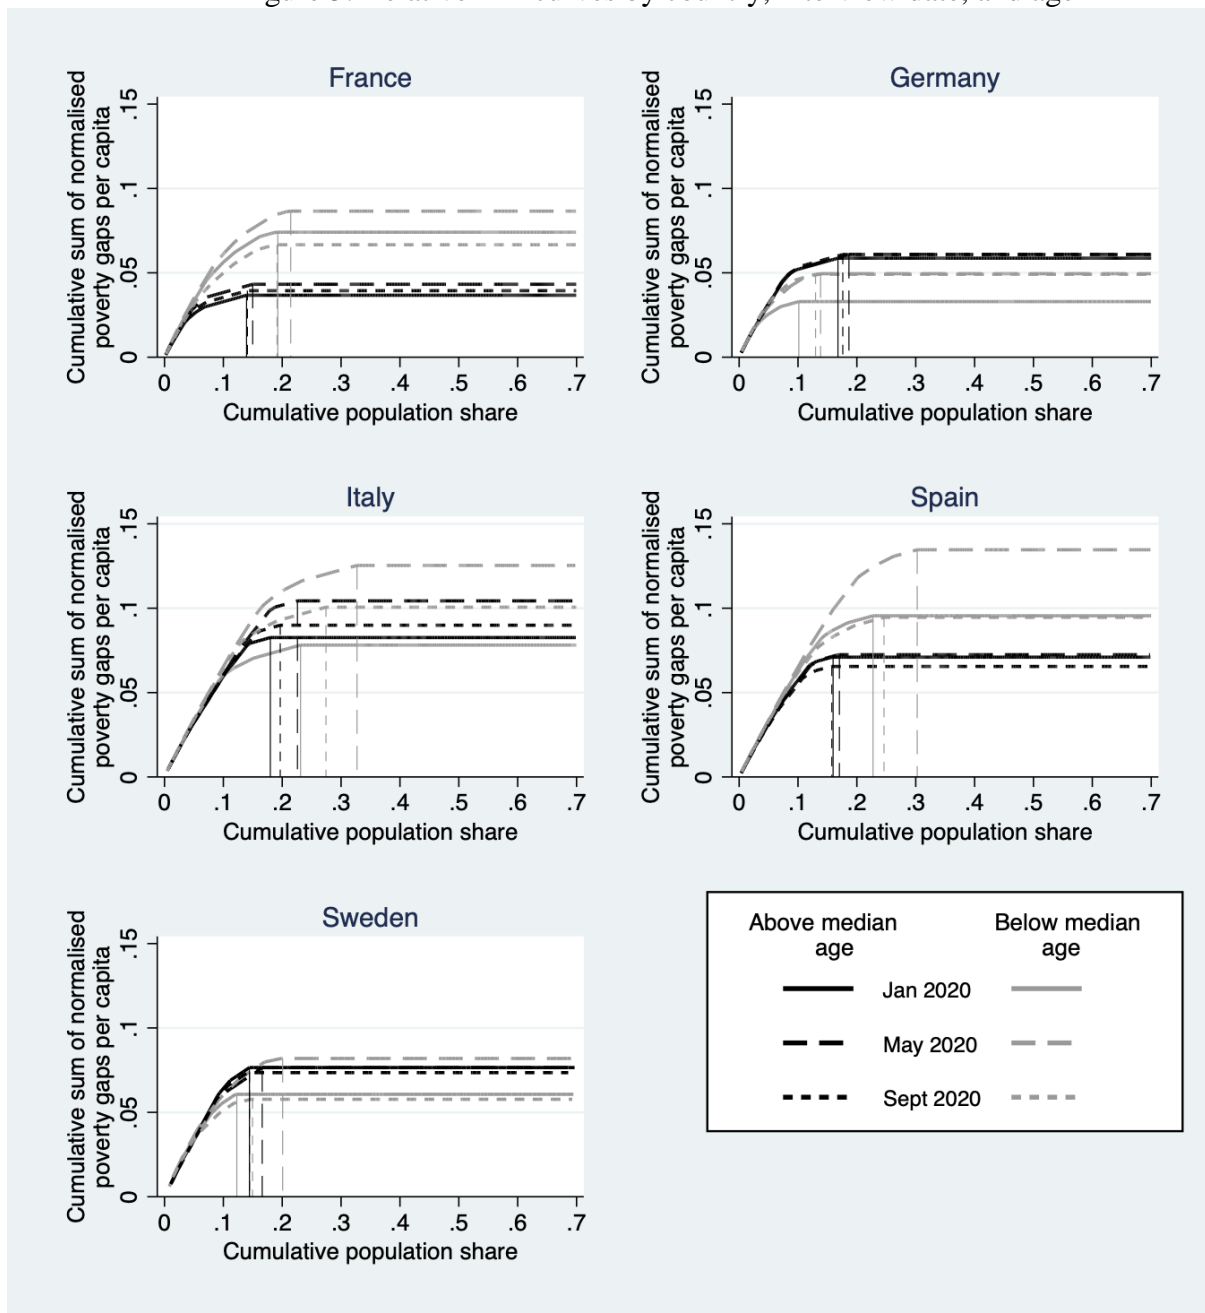 France
Cumulative sum of normalised
poverty gaps per capita
0 .05 .1 .15
0 .1 .2 .3 .4 .5 .6 .7
Cumulative population share
Germany
Cumulative sum of normalised
poverty gaps per capita
0 .05 .1 .15
0 .1 .2 .3 .4 .5 .6 .7
Cumulative population share
Italy
Cumulative sum of normalised
poverty gaps per capita
0 .05 .1 .15
0 .1 .2 .3 .4 .5 .6 .7
Cumulative population share
Spain
Cumulative sum of normalised
poverty gaps per capita
0 .05 .1 .15
0 .1 .2 .3 .4 .5 .6 .7
Cumulative population share
Sweden
Cumulative sum of normalised
poverty gaps per capita
0 .05 .1 .15
0 .1 .2 .3 .4 .5 .6 .7
Cumulative population share
Above median
age
Below median
age
Jan 2020
May 2020
Sept 2020